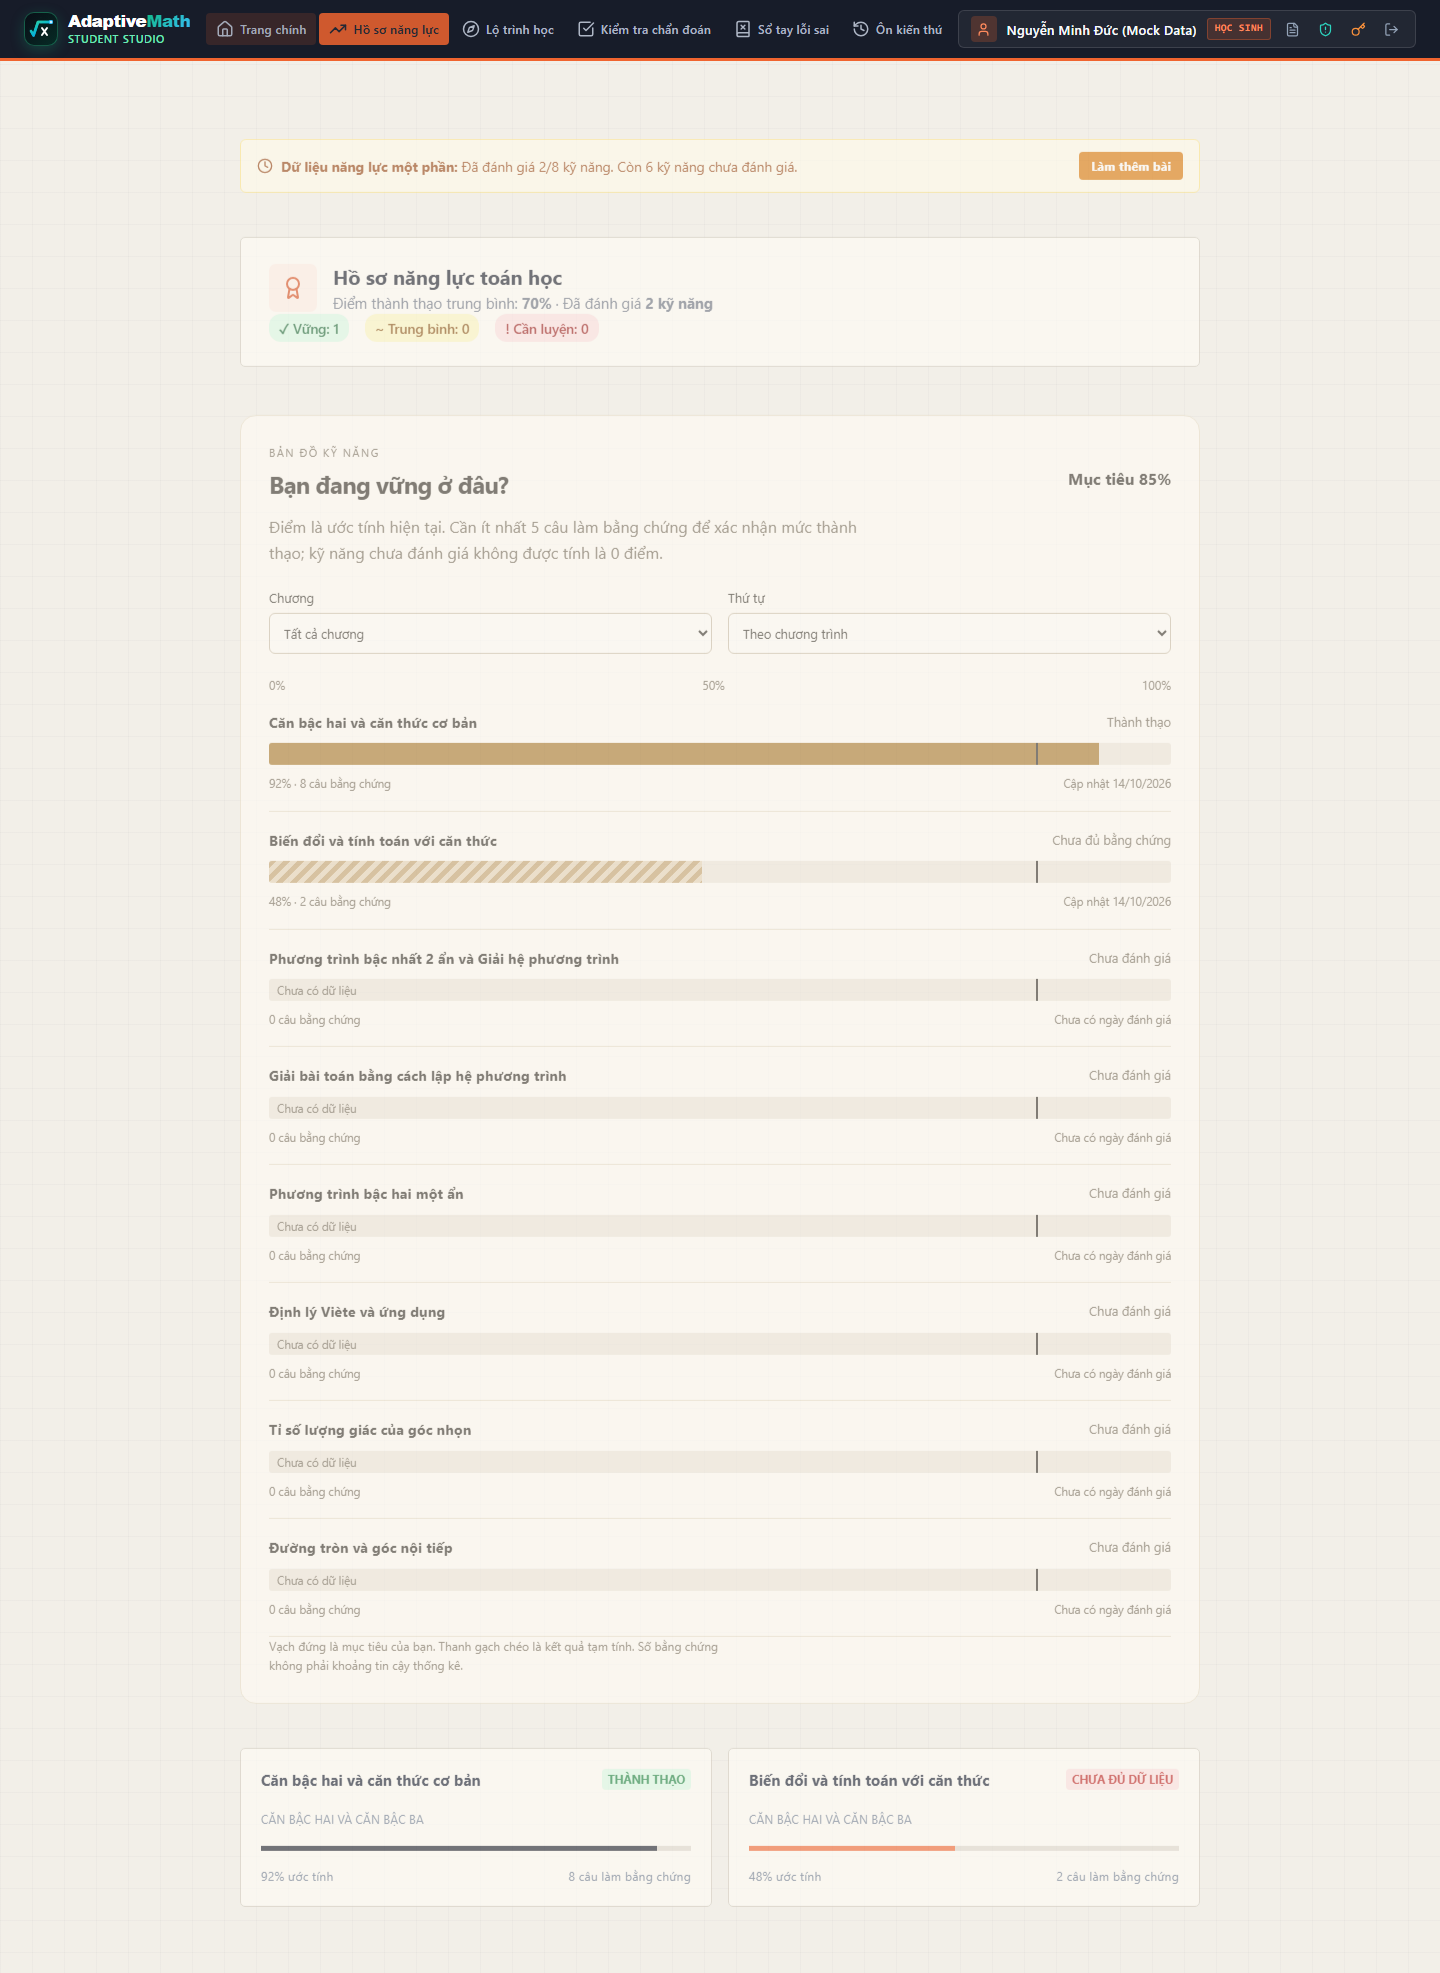 AdaptiveMath
STUDENT STUDIO
Trang chính
Hồ sơ năng lực
Lộ trình học
Kiểm tra chẩn đoán
Sổ tay lỗi sai
Ôn kiến thứ
Nguyễn Minh Đức (Mock Data)
HỌC SINH
Dữ liệu năng lực một phần: Đã đánh giá 2/8 kỹ năng. Còn 6 kỹ năng chưa đánh giá.
Làm thêm bài
Hồ sơ năng lực toán học
Điểm thành thạo trung bình: 70% · Đã đánh giá 2 kỹ năng
✓ Vững: 1
~ Trung bình: 0
! Cần luyện: 0
BẢN ĐỒ KỸ NĂNG
Bạn đang vững ở đâu?
Mục tiêu 85%
Điểm là ước tính hiện tại. Cần ít nhất 5 câu làm bằng chứng để xác nhận mức thành
thạo; kỹ năng chưa đánh giá không được tính là 0 điểm.
Chương
Thứ tự
Tất cả chương
Theo chương trình
0%
50%
100%
Căn bậc hai và căn thức cơ bản
Thành thạo
92% · 8 câu bằng chứng
Cập nhật 14/10/2026
Biến đổi và tính toán với căn thức
Chưa đủ bằng chứng
48% · 2 câu bằng chứng
Cập nhật 14/10/2026
Phương trình bậc nhất 2 ẩn và Giải hệ phương trình
Chưa đánh giá
Chưa có dữ liệu
0 câu bằng chứng
Chưa có ngày đánh giá
Giải bài toán bằng cách lập hệ phương trình
Chưa đánh giá
Chưa có dữ liệu
0 câu bằng chứng
Chưa có ngày đánh giá
Phương trình bậc hai một ẩn
Chưa đánh giá
Chưa có dữ liệu
0 câu bằng chứng
Chưa có ngày đánh giá
Định lý Viète và ứng dụng
Chưa đánh giá
Chưa có dữ liệu
0 câu bằng chứng
Chưa có ngày đánh giá
Tỉ số lượng giác của góc nhọn
Chưa đánh giá
Chưa có dữ liệu
0 câu bằng chứng
Chưa có ngày đánh giá
Đường tròn và góc nội tiếp
Chưa đánh giá
Chưa có dữ liệu
0 câu bằng chứng
Chưa có ngày đánh giá
Vạch đứng là mục tiêu của bạn. Thanh gạch chéo là kết quả tạm tính. Số bằng chứng
không phải khoảng tin cậy thống kê.
Căn bậc hai và căn thức cơ bản
THÀNH THẠO
CĂN BẬC HAI VÀ CĂN BẬC BA
92% ước tính
8 câu làm bằng chứng
Biến đổi và tính toán với căn thức
CHƯA ĐỦ DỮ LIỆU
CĂN BẬC HAI VÀ CĂN BẬC BA
48% ước tính
2 câu làm bằng chứng